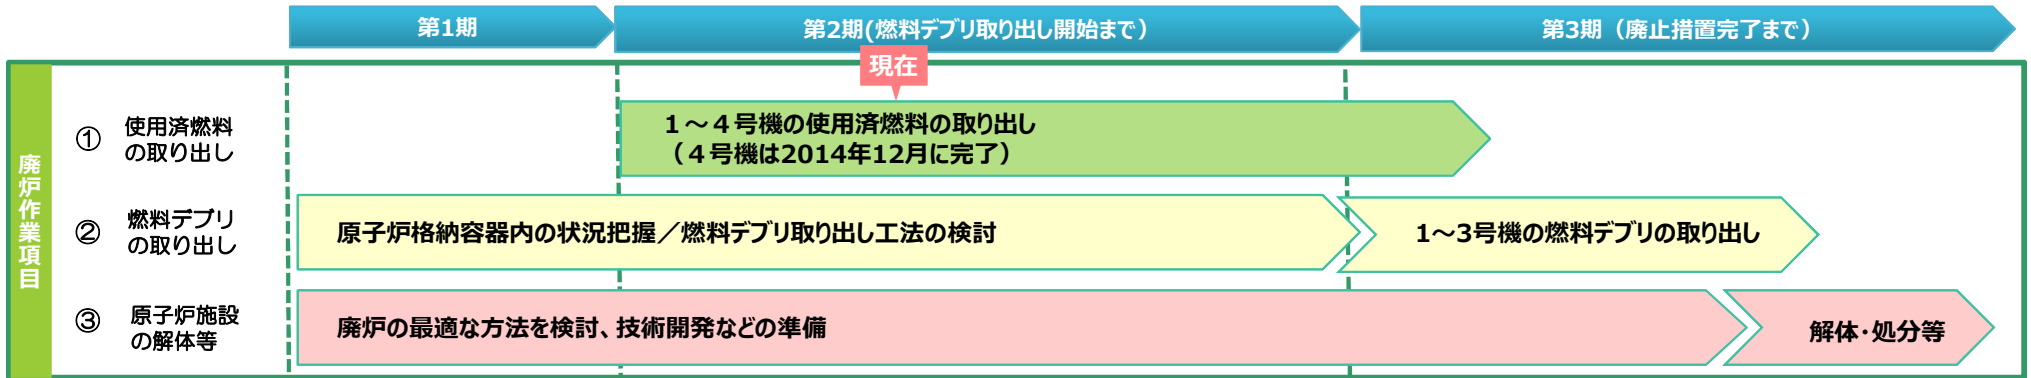 第1期
第2期(燃料デブリ取り出し開始まで）
第3期（廃止措置完了まで）
現在
廃炉作業項目
①
使用済燃料
の取り出し
１～４号機の使用済燃料の取り出し
（４号機は2014年12月に完了）
②
燃料デブリ
の取り出し
原子炉格納容器内の状況把握／燃料デブリ取り出し工法の検討
1～3号機の燃料デブリの取り出し
③
原子炉施設
の解体等
廃炉の最適な方法を検討、技術開発などの準備
解体・処分等